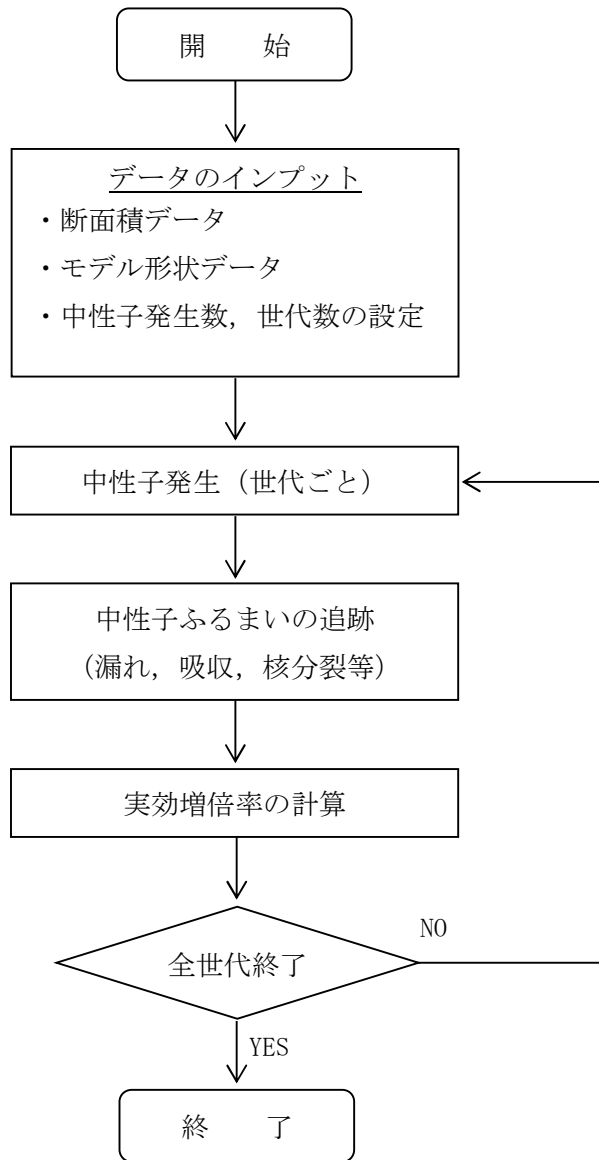 開　　始
データのインプット
・断面積データ
・モデル形状データ
・中性子発生数，世代数の設定
中性子発生（世代ごと）
中性子ふるまいの追跡
（漏れ，吸収，核分裂等）
実効増倍率の計算
全世代終了
NO
YES
終　　了